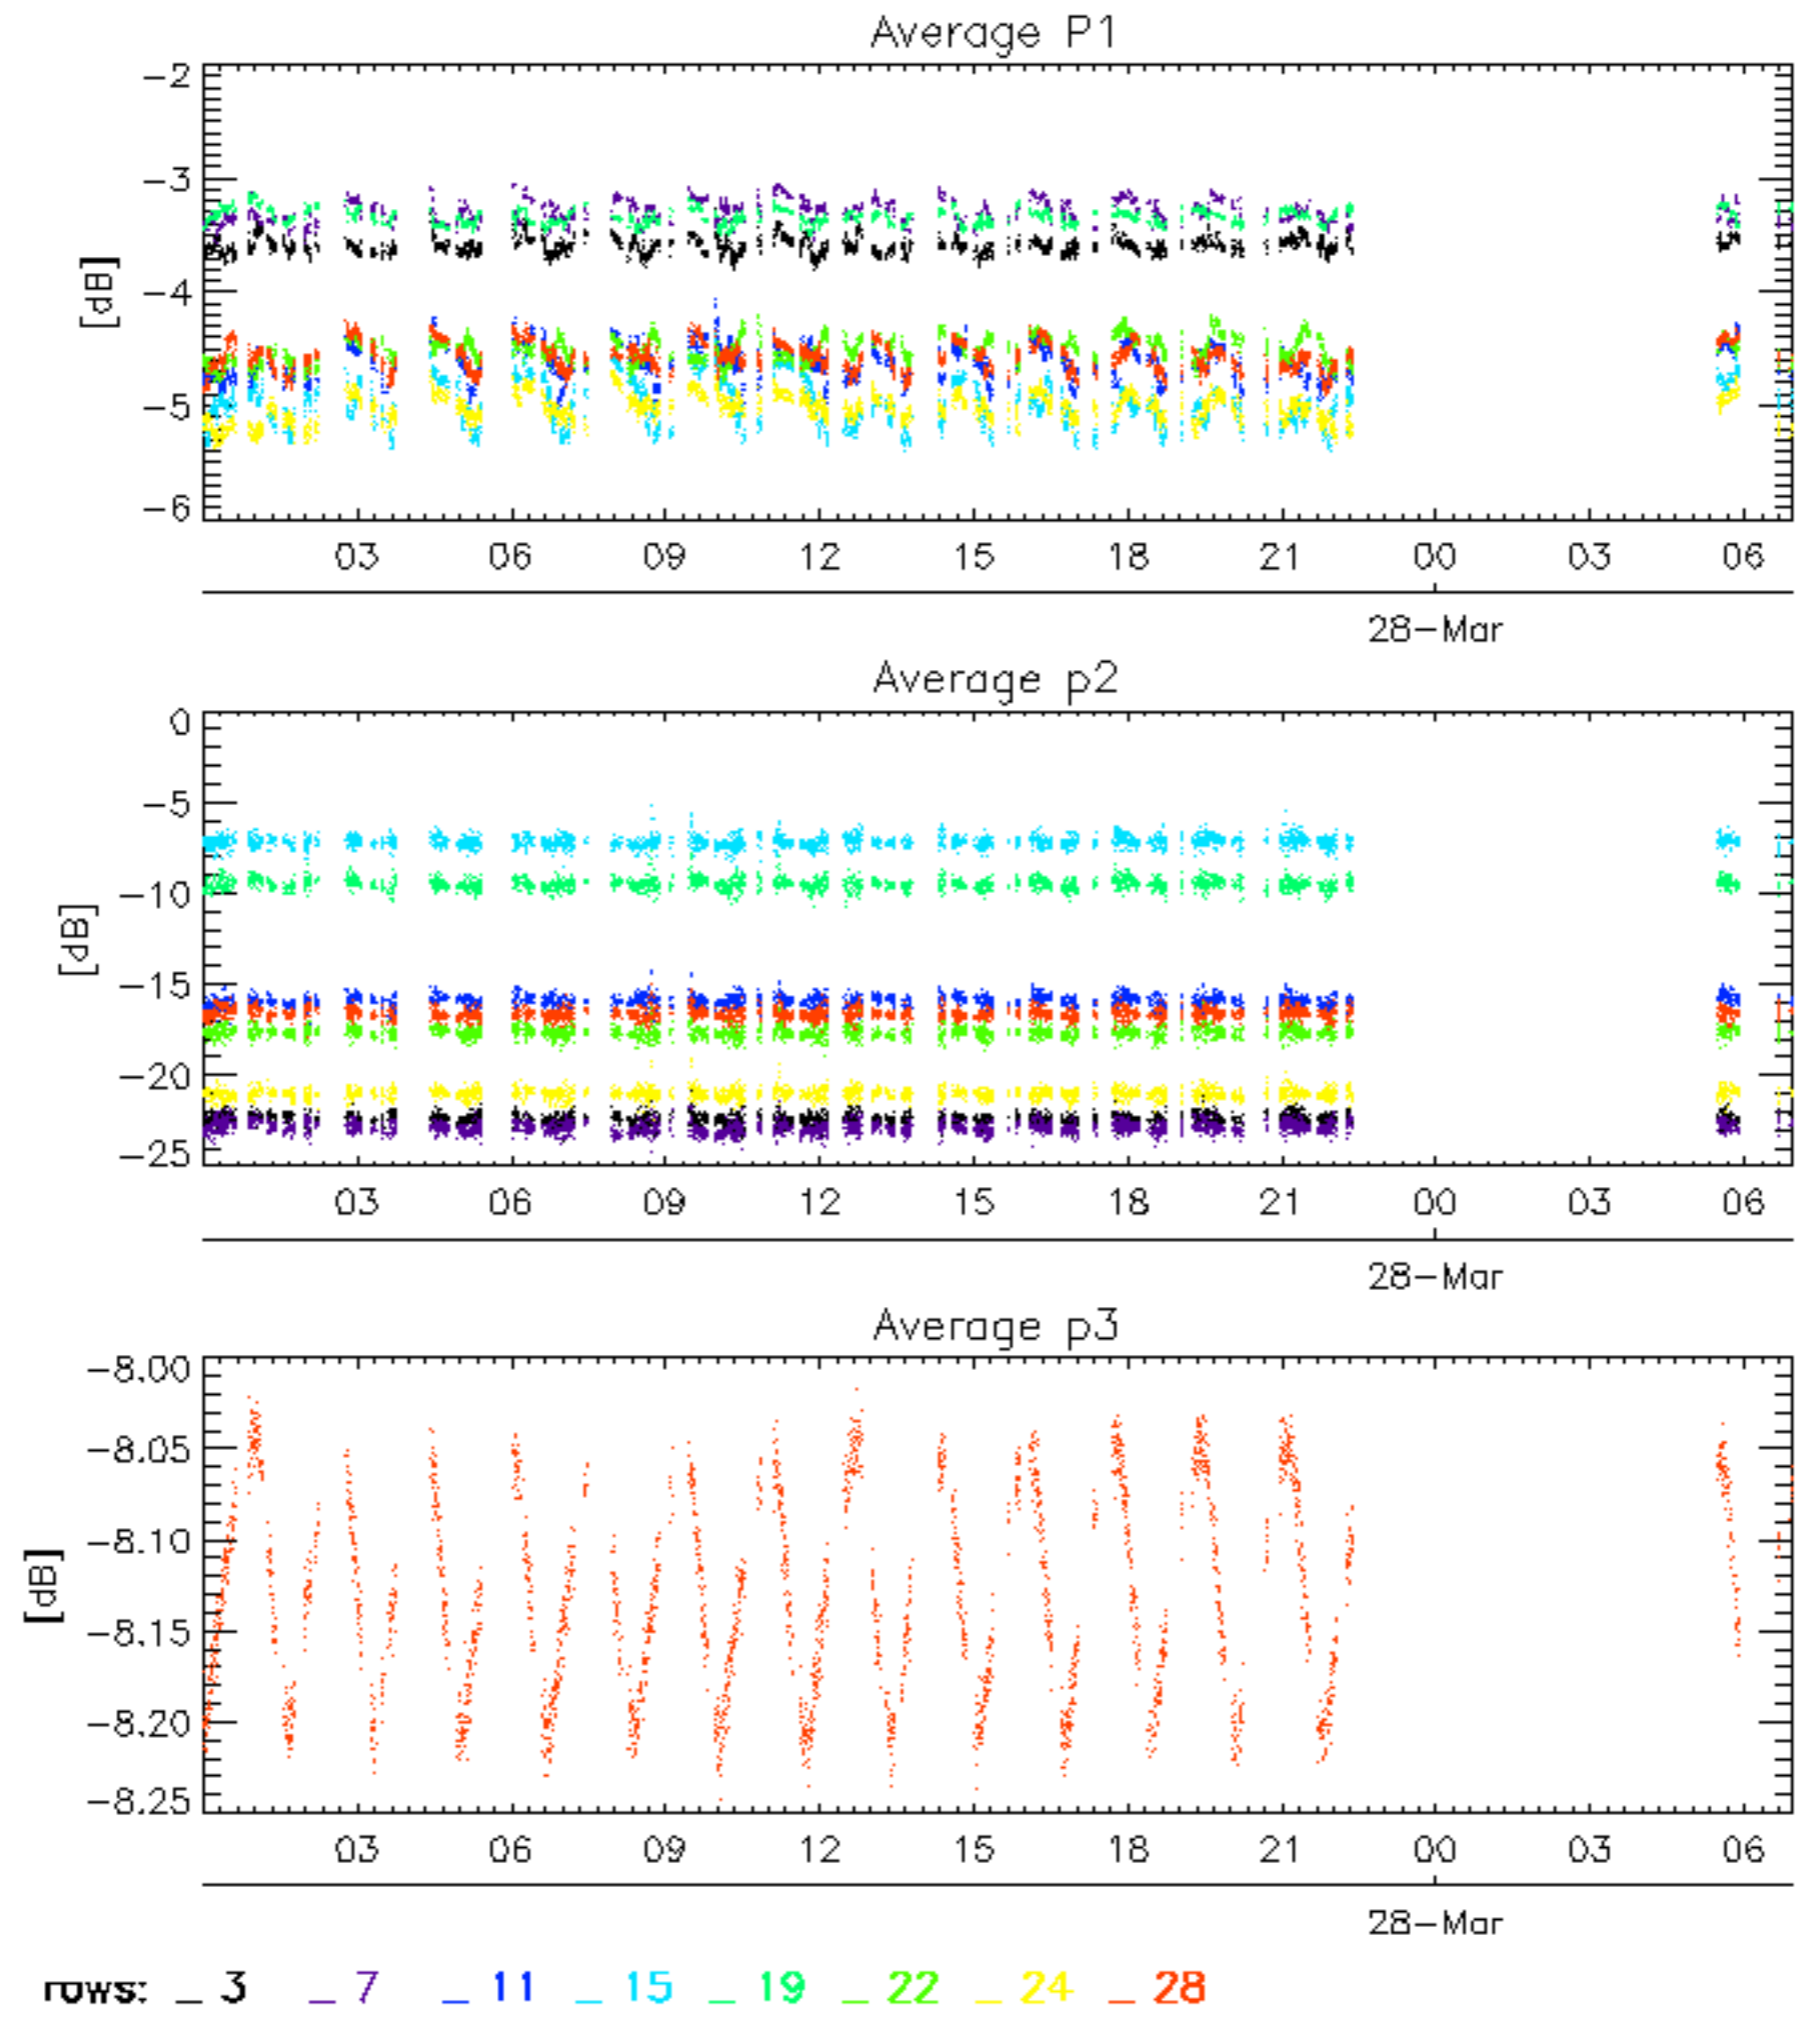 Average P1
-2
-3
-4
-5
-6
[dB]
03 06 09 12 15 18 21 00 03 06
28-Mar
Average p2
0
-5
-10
-15
-20
-25
[dB]
03 06 09 12 15 18 21 00 03 06
28-Mar
Average p3
-8.00
-8.05
-8.10
-8.15
-8.20
-8.25
[dB]
03 06 09 12 15 18 21 00 03 06
28-Mar
rows: _ 3 _ 7 _ 11 _ 15 _ 19 _ 22 _ 24 _ 28